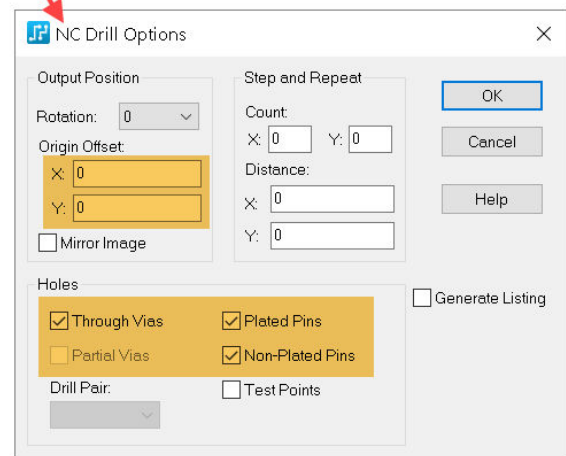 NC Drill Options
Output Position
Rotation: 0
Origin Offset:
X: 0
Y: 0
Mirror Image
Step and Repeat
Count:
X: 0 Y: 0
Distance:
X: 0
Y: 0
OK
Cancel
Help
Holes
Through Vias Plated Pins
Partial Vias Non-Plated Pins
Drill Pair: Test Points
Generate Listing